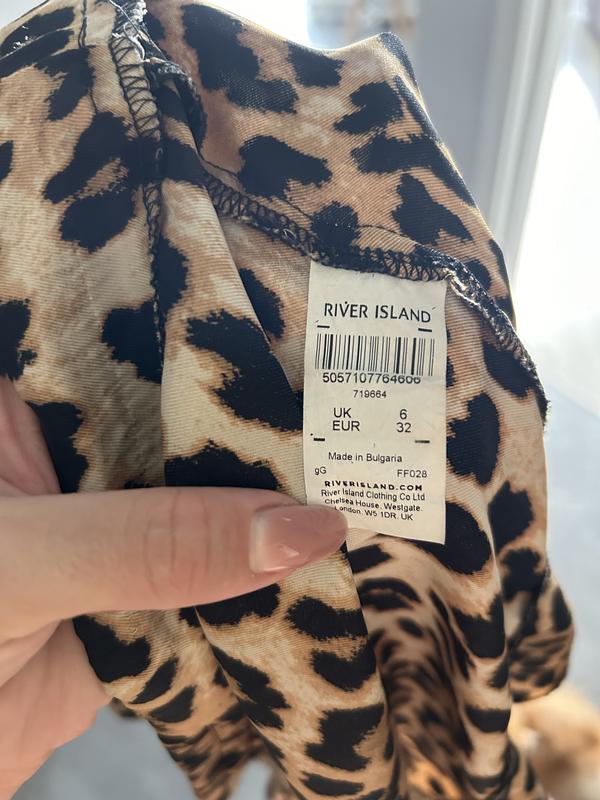 RIVER ISLAND
5057107764606
719664
UK 6
EUR 32
Made in Bulgaria
gG FF028
RIVERISLAND.COM
River Island Clothing Co Ltd
Chelsea House, Westgate,
London. W5 1DR. UK